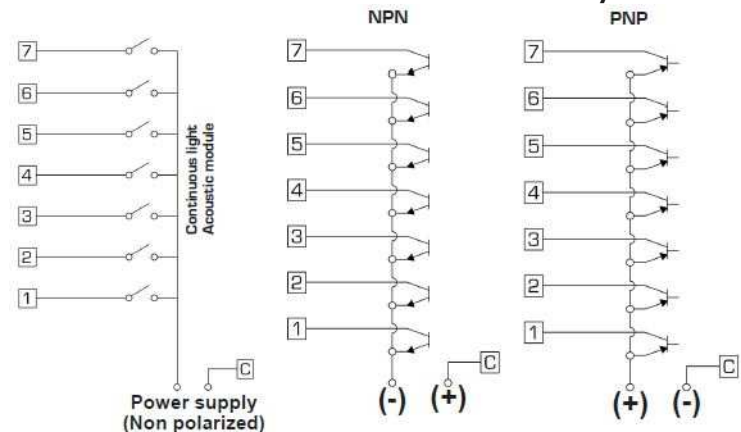 7
6
5
4
3
2
1
Continuous light
Acoustic module
C
Power supply
(Non polarized)
NPN
7
6
5
4
3
2
1
C
(-) (+)
PNP
7
6
5
4
3
2
1
C
(+) (-)